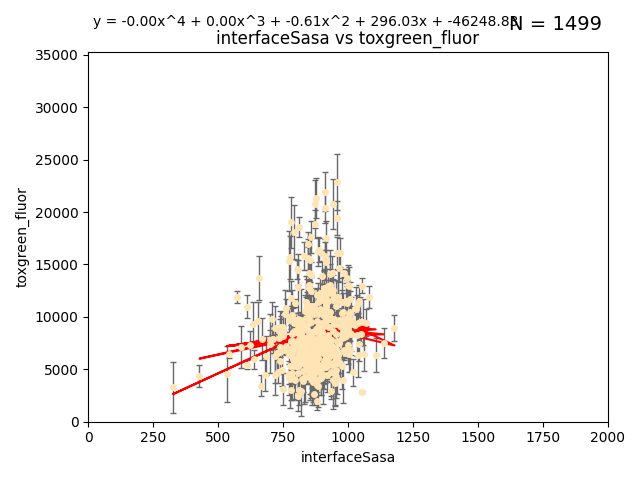 y = -0.00x^4 + 0.00x^3 + -0.61x^2 + 296.03x + -46248.88
N = 1499
interfaceSasa vs toxgreen_fluor
35000
30000
25000
20000
15000
10000
5000
0
toxgreen_fluor
0 250 500 750 1000 1250 1500 1750 2000
interfaceSasa